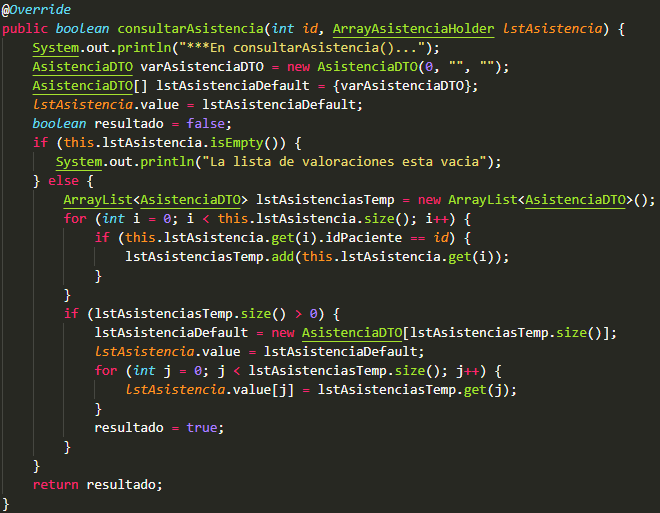 @Override
public boolean consultarAsistencia(int id, ArrayAsistenciaHolder lstAsistencia) {
    System.out.println("***En consultarAsistencia()...");
    AsistenciaDTO varAsistenciaDTO = new AsistenciaDTO(0, "", "");
    AsistenciaDTO[] lstAsistenciaDefault = {varAsistenciaDTO};
    lstAsistencia.value = lstAsistenciaDefault;
    boolean resultado = false;
    if (this.lstAsistencia.isEmpty()) {
       System.out.println("La lista de valoraciones esta vacia");
    } else {
        ArrayList<AsistenciaDTO> lstAsistenciasTemp = new ArrayList<AsistenciaDTO>();
        for (int i = 0; i < this.lstAsistencia.size(); i++) {
            if (this.lstAsistencia.get(i).idPaciente == id) {
                lstAsistenciasTemp.add(this.lstAsistencia.get(i));
            }
        }
        if (lstAsistenciasTemp.size() > 0) {
            lstAsistenciaDefault = new AsistenciaDTO[lstAsistenciasTemp.size()];
            lstAsistencia.value = lstAsistenciaDefault;
            for (int j = 0; j < lstAsistenciasTemp.size(); j++) {
                lstAsistencia.value[j] = lstAsistenciasTemp.get(j);
            }
            resultado = true;
        }
    }
    return resultado;
}